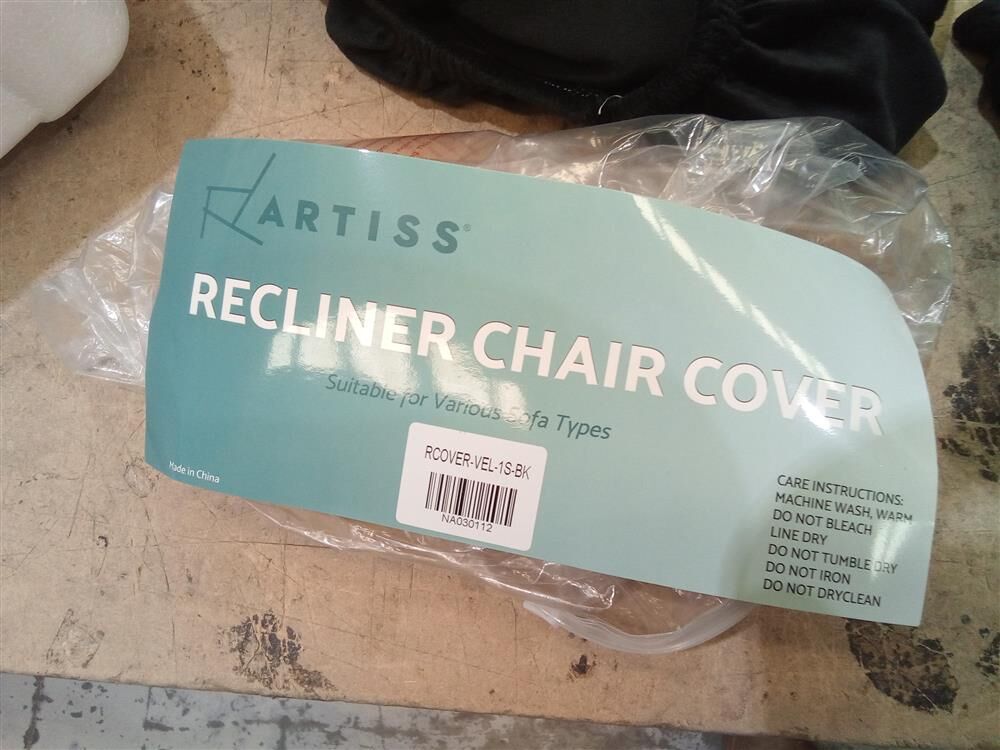 ARTISS®
RECLINER CHAIR COVER
Suitable for Various Sofa Types
RCOVER-VEL-1S-BK
NA030112
Made in China
CARE INSTRUCTIONS:
MACHINE WASH, WARM
DO NOT BLEACH
LINE DRY
DO NOT TUMBLE DRY
DO NOT IRON
DO NOT DRYCLEAN